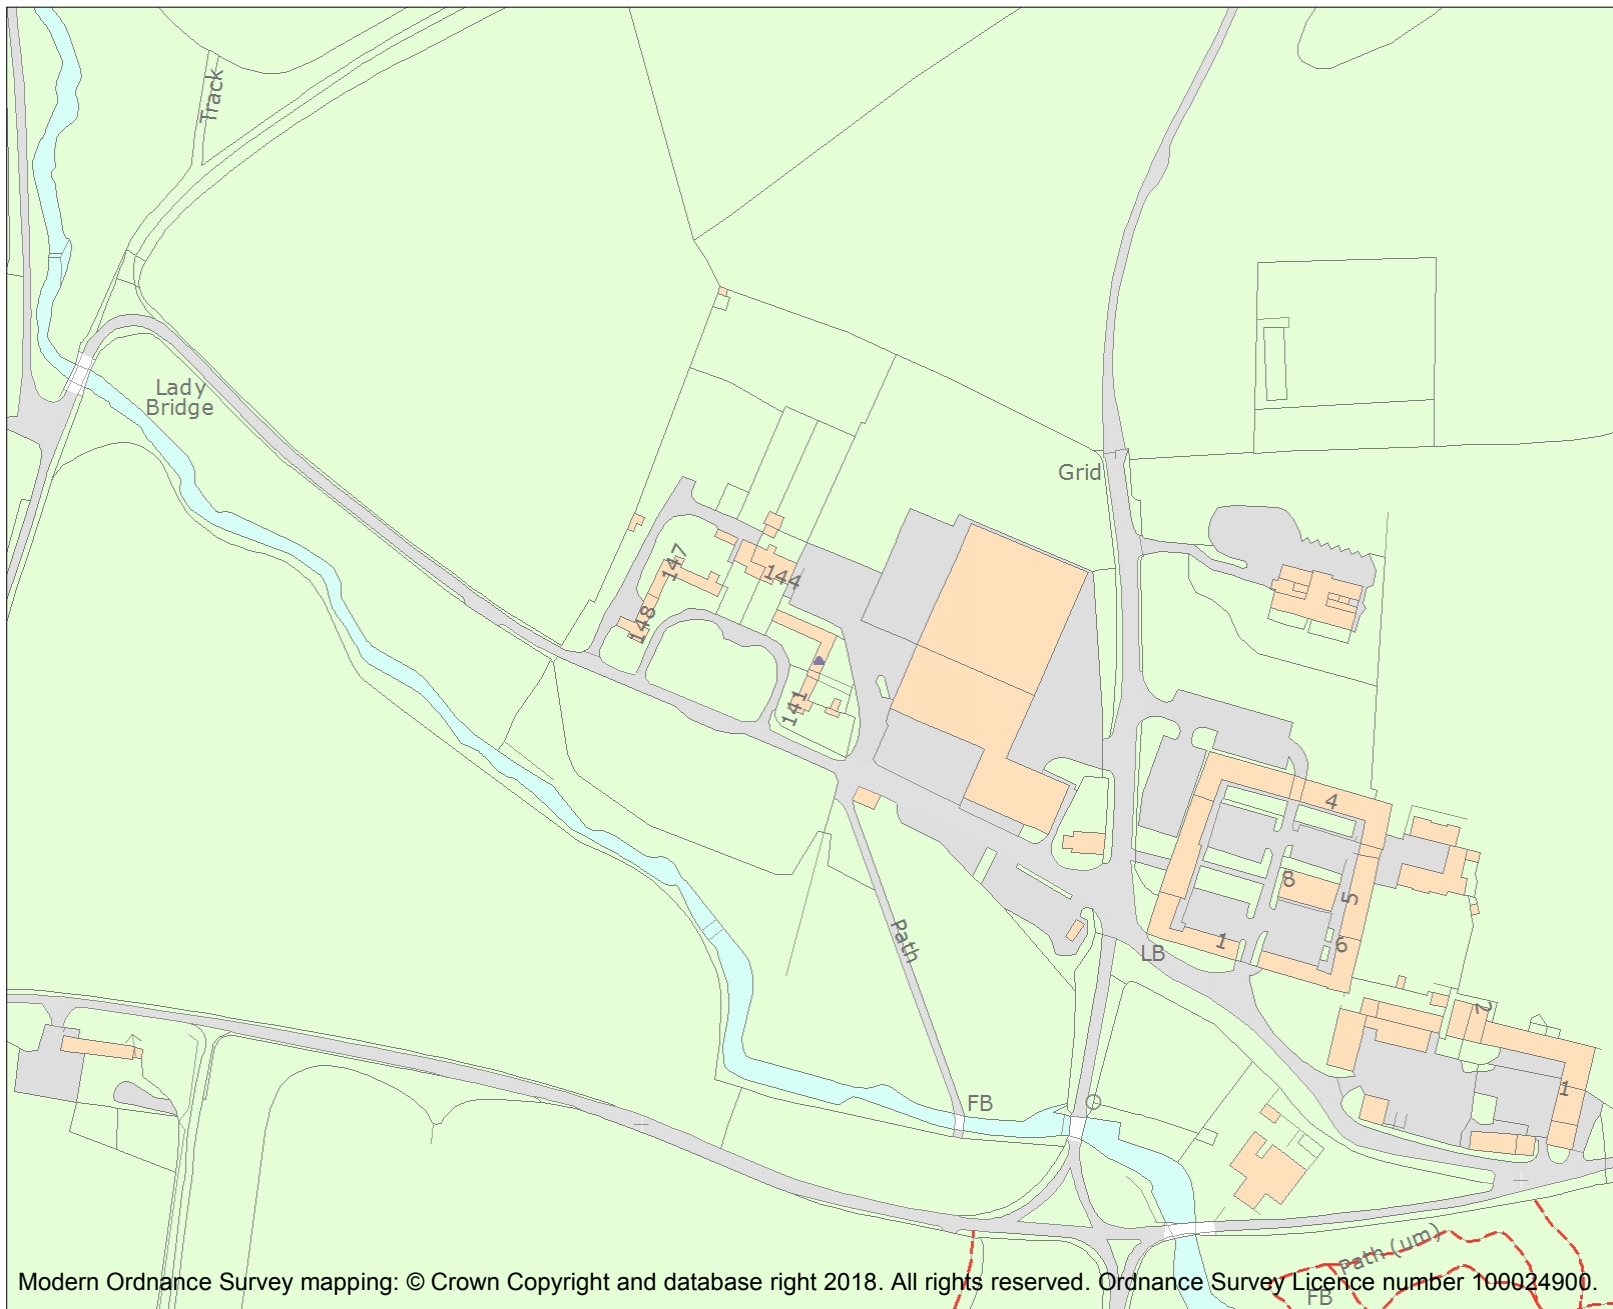 Track
Lady
Bridge
Grid
147
144
148
141
4
8
5
1
6
Path
LB
2
1
FB
Path (um)
FB
Modern Ordnance Survey mapping: © Crown Copyright and database right 2018. All rights reserved. Ordnance Survey Licence number 100024900.